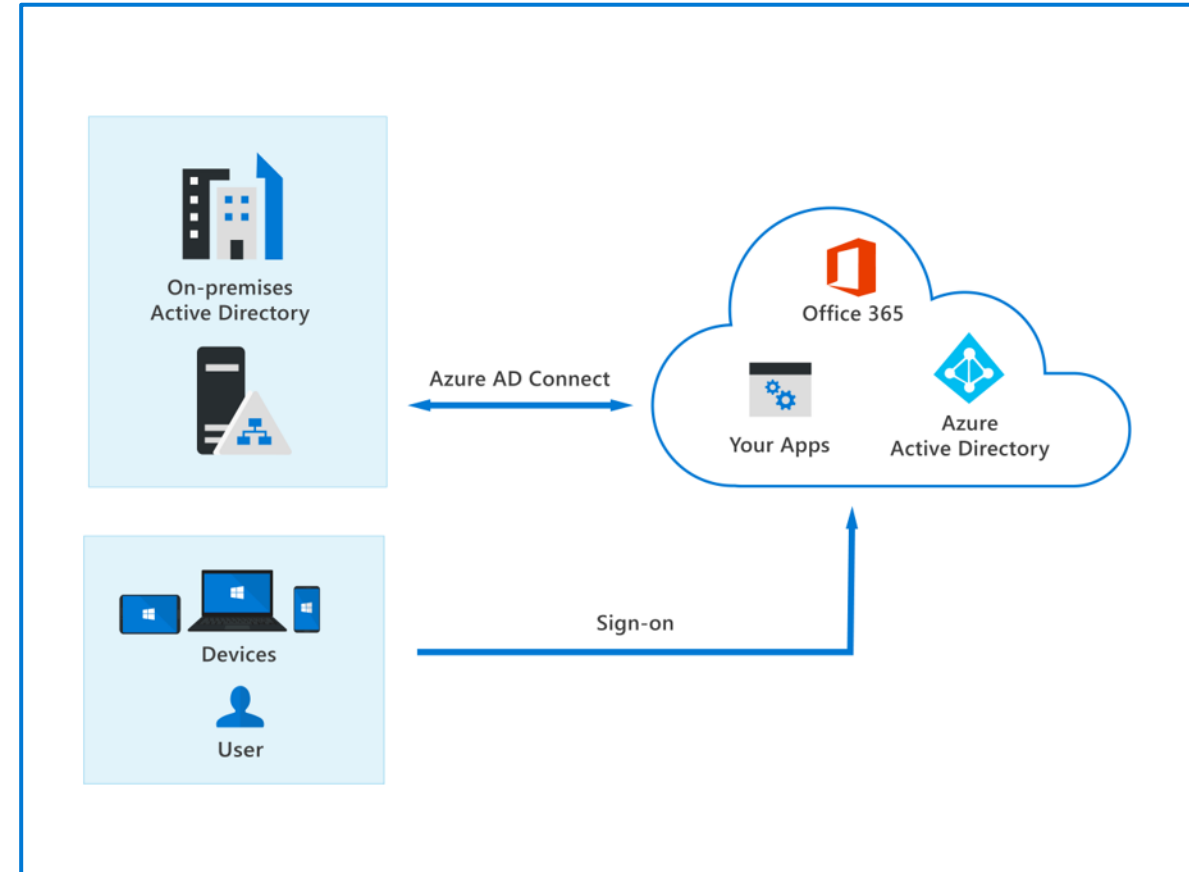 On-premises
Active Directory
Azure AD Connect
Office 365
Your Apps
Azure
Active Directory
Devices
User
Sign-on